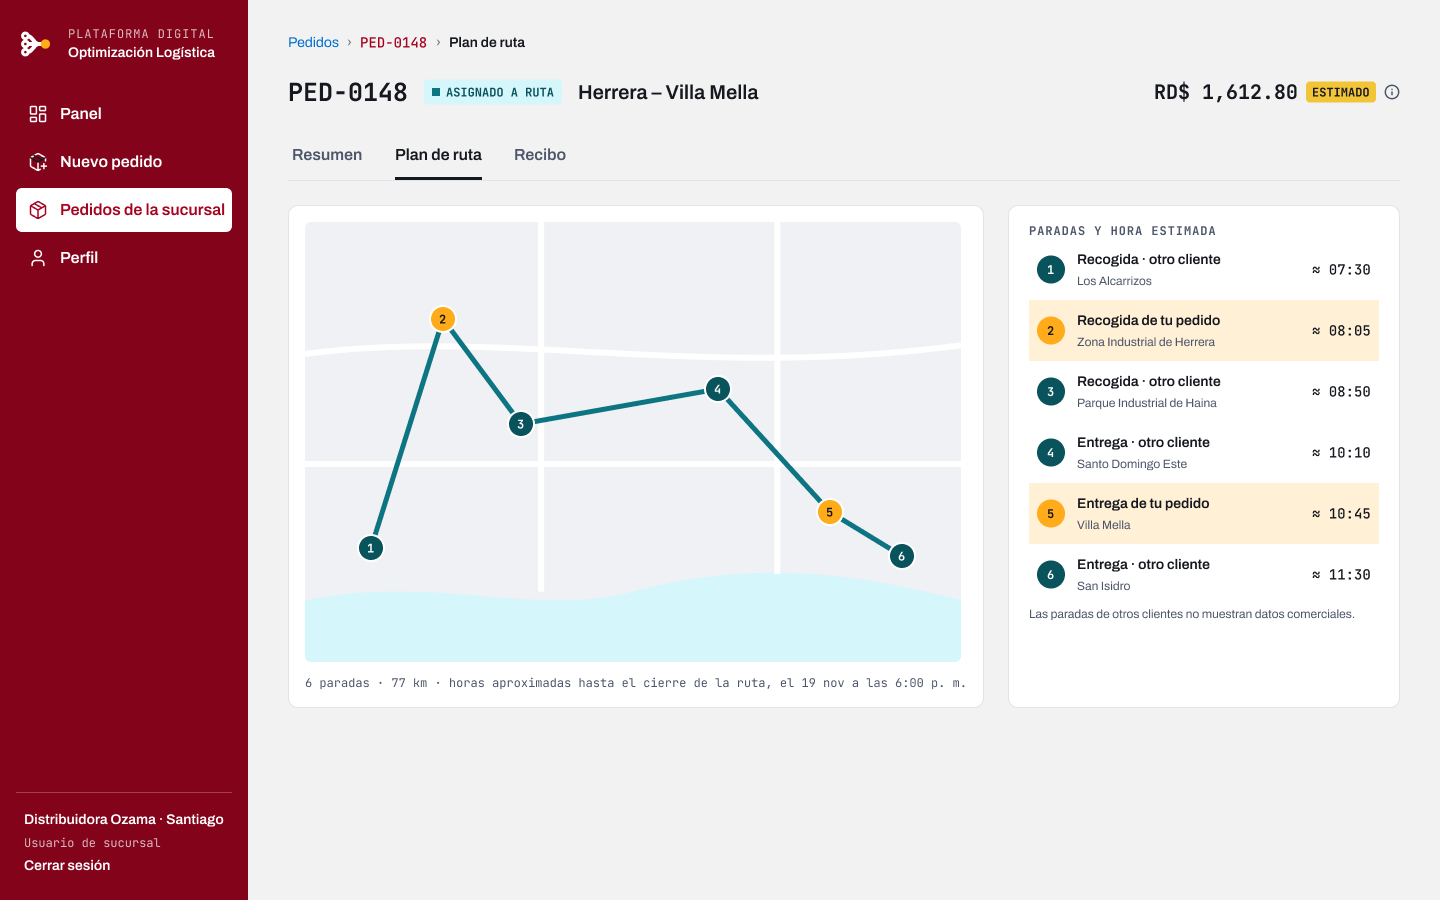 PLATAFORMA DIGITAL
Optimización Logística
Panel
Nuevo pedido
Pedidos de la sucursal
Perfil
Distribuidora Ozama · Santiago
Usuario de sucursal
Cerrar sesión
Pedidos › PED-0148 › Plan de ruta
PED-0148 ASIGNADO A RUTA Herrera – Villa Mella RD$ 1,612.80 ESTIMADO
Resumen Plan de ruta Recibo
2
4
3
5
1
6
6 paradas · 77 km · horas aproximadas hasta el cierre de la ruta, el 19 nov a las 6:00 p. m.
PARADAS Y HORA ESTIMADA
1 Recogida · otro cliente ≈ 07:30
Los Alcarrizos
2 Recogida de tu pedido ≈ 08:05
Zona Industrial de Herrera
3 Recogida · otro cliente ≈ 08:50
Parque Industrial de Haina
4 Entrega · otro cliente ≈ 10:10
Santo Domingo Este
5 Entrega de tu pedido ≈ 10:45
Villa Mella
6 Entrega · otro cliente ≈ 11:30
San Isidro
Las paradas de otros clientes no muestran datos comerciales.